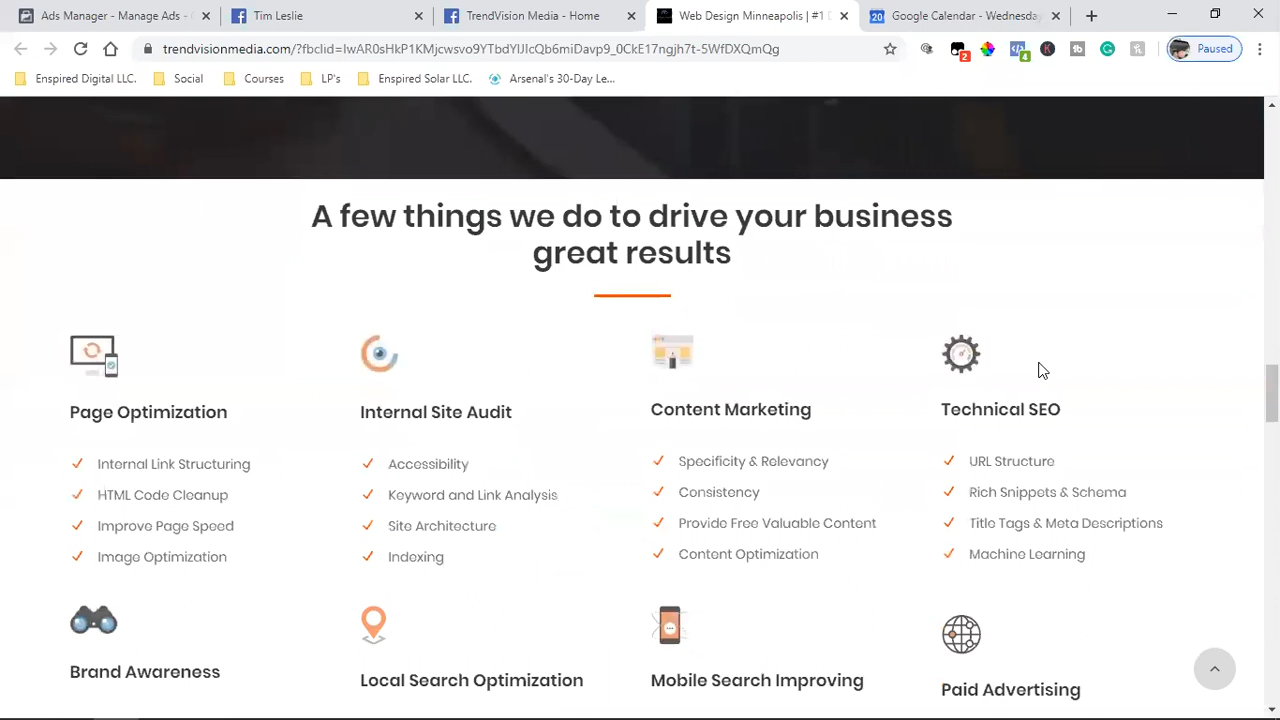 Ads Manager - Manage Ads -
Tim Leslie
TrendVision Media - Home
Web Design Minneapolis | #1
Google Calendar - Wednesday
Paused
Enspired Digital LLC.
Social
Courses
LP's
Enspired Solar LLC.
Arsenal's 30-Day Le...
2
4
A few things we do to drive your business
great results
Page Optimization
Internal Link Structuring
HTML Code Cleanup
Improve Page Speed
Image Optimization
Internal Site Audit
Accessibility
Keyword and Link Analysis
Site Architecture
Indexing
Content Marketing
Specificity & Relevancy
Consistency
Provide Free Valuable Content
Content Optimization
Technical SEO
URL Structure
Rich Snippets & Schema
Title Tags & Meta Descriptions
Machine Learning
Brand Awareness
Local Search Optimization
Mobile Search Improving
Paid Advertising